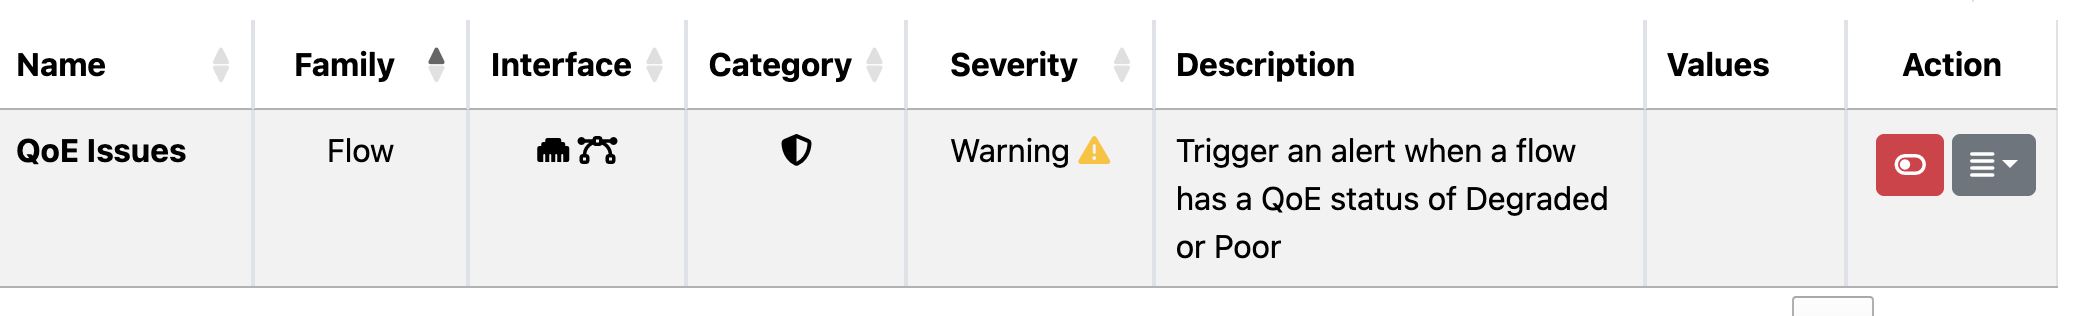 Name Family Interface Category Severity Description Values Action
QoE Issues Flow Warning Trigger an alert when a flow
has a QoE status of Degraded
or Poor